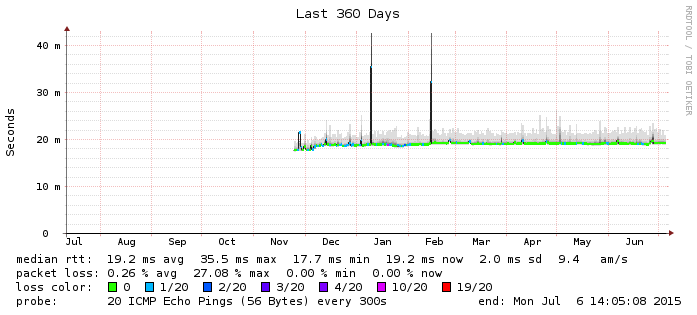 Last 360 Days
RRDTOOL / TOBI OETIKER
Seconds
40 m
30 m
20 m
10 m
0
Jul Aug Sep Oct Nov Dec Jan Feb Mar Apr May Jun
median rtt: 19.2 ms avg 35.5 ms max 17.7 ms min 19.2 ms now 2.0 ms sd 9.4 am/s
packet loss: 0.26 % avg 27.08 % max 0.00 % min 0.00 % now
loss color: 0 1/20 2/20 3/20 4/20 10/20 19/20
probe: 20 ICMP Echo Pings (56 Bytes) every 300s end: Mon Jul 6 14:05:08 2015